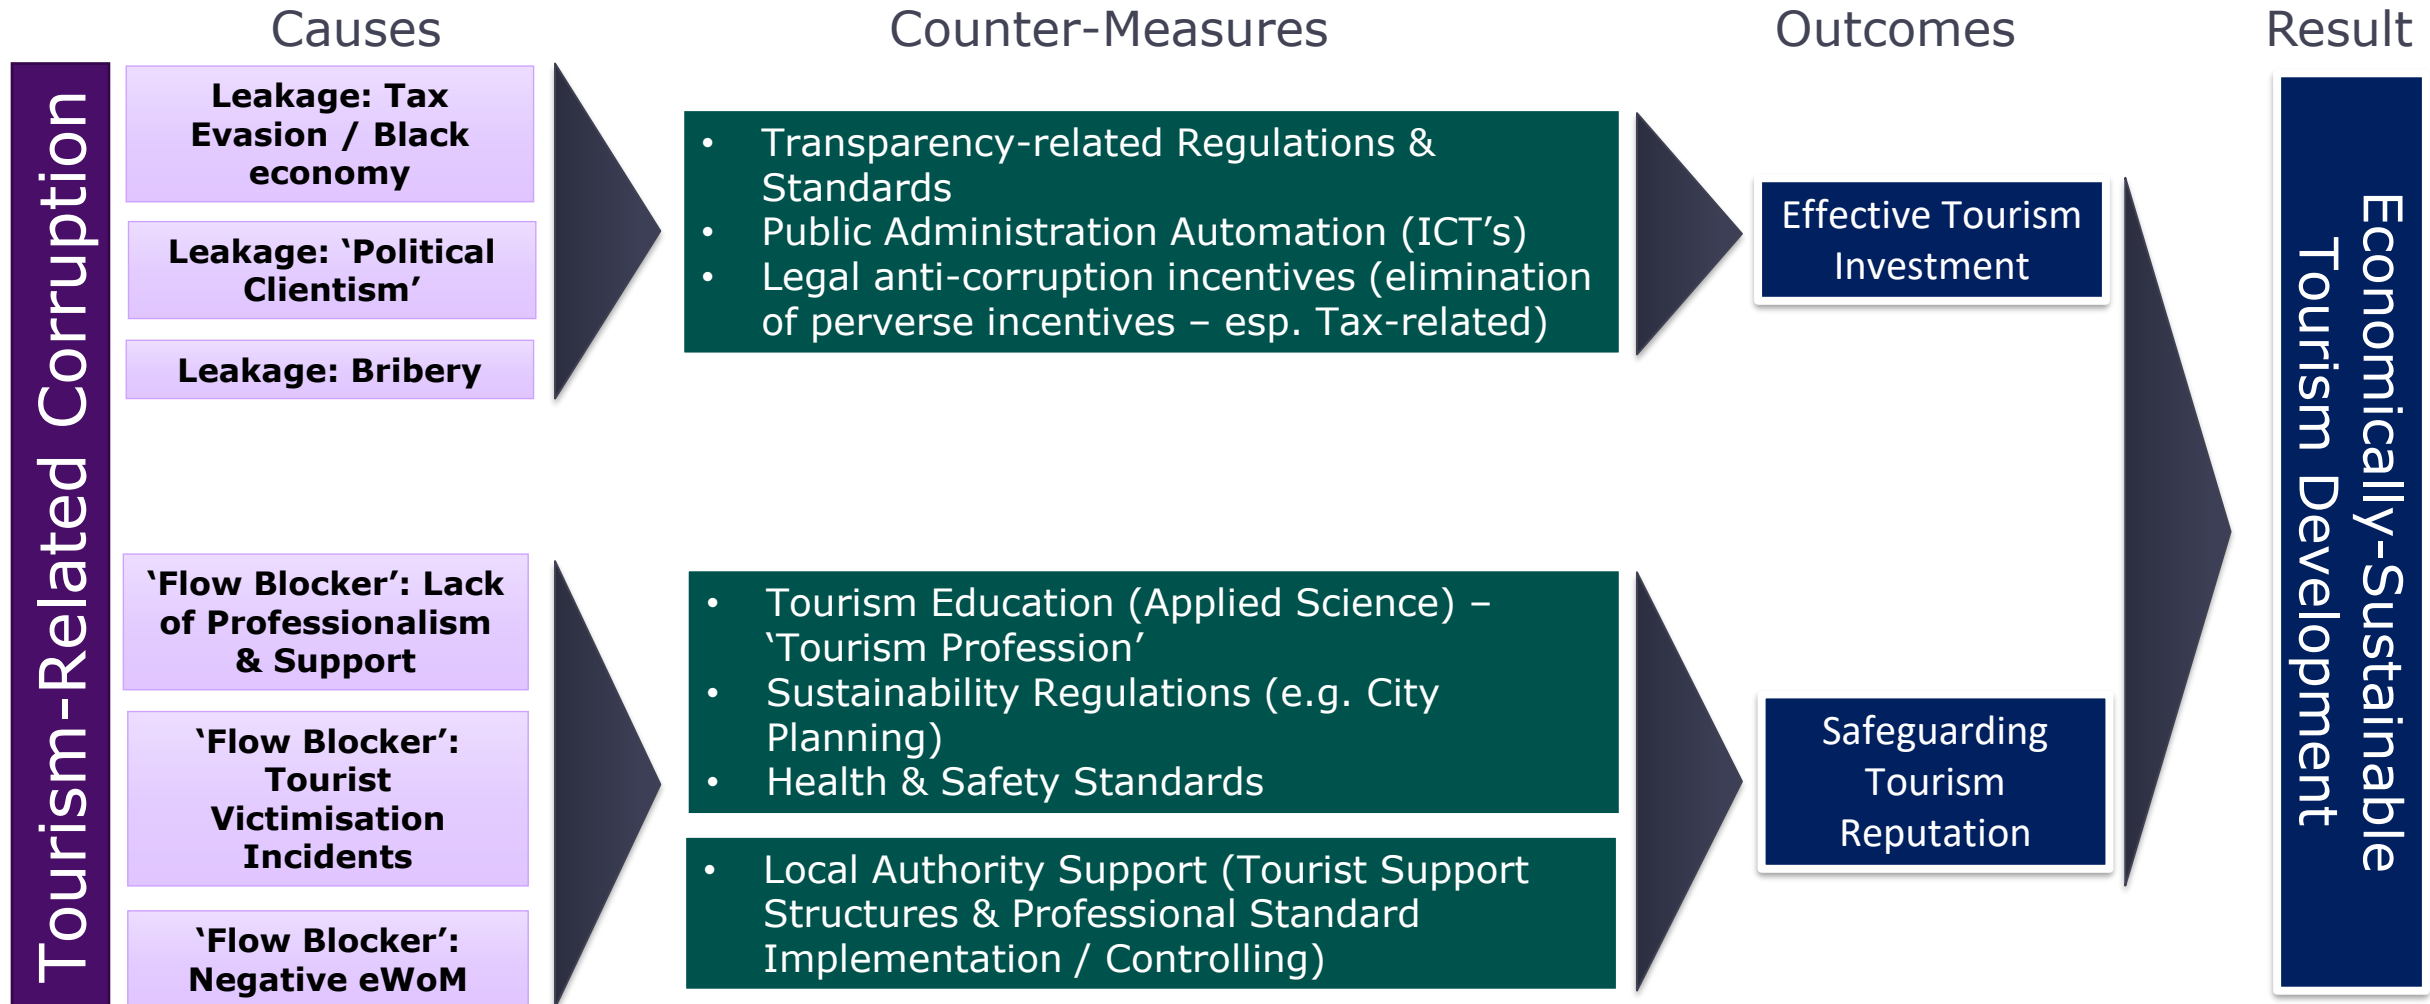 Causes
Counter-Measures
Outcomes
Result
Tourism-Related Corruption
Leakage: Tax
Evasion / Black
economy
Leakage: ‘Political
Clientism’
Leakage: Bribery
• Transparency-related Regulations &
Standards
• Public Administration Automation (ICT’s)
• Legal anti-corruption incentives (elimination
of perverse incentives – esp. Tax-related)
Effective Tourism
Investment
‘Flow Blocker’: Lack
of Professionalism
& Support
‘Flow Blocker’:
Tourist
Victimisation
Incidents
‘Flow Blocker’:
Negative eWoM
• Tourism Education (Applied Science) –
‘Tourism Profession’
• Sustainability Regulations (e.g. City
Planning)
• Health & Safety Standards
• Local Authority Support (Tourist Support
Structures & Professional Standard
Implementation / Controlling)
Safeguarding
Tourism
Reputation
Economically-Sustainable
Tourism Development